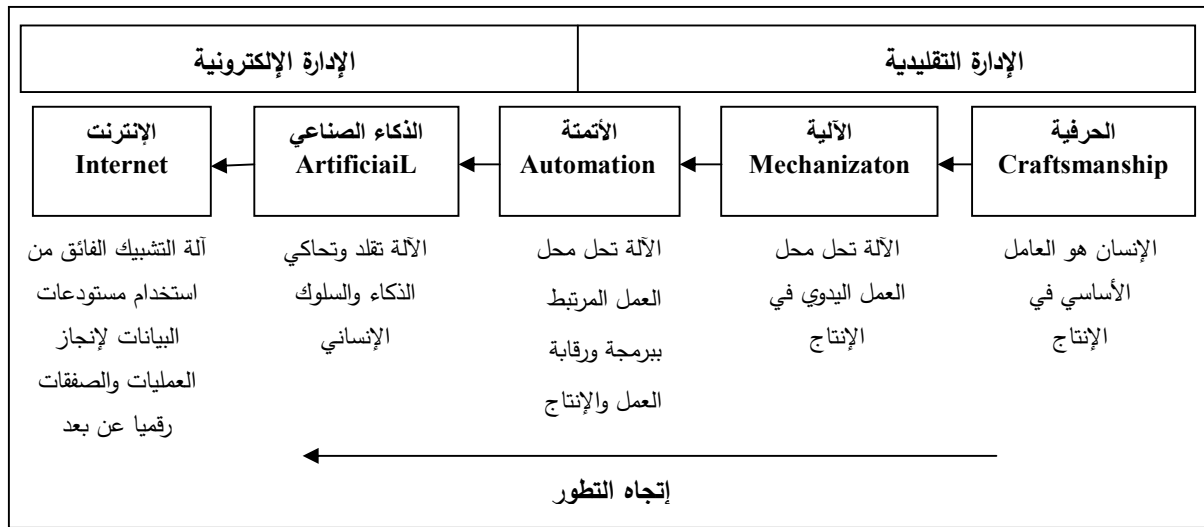 الإدارة التقليدية
الإدارة الإلكترونية
الحرفية
Craftsmanship
الآلية
Mechanizaton
الأتمتة
Automation
الذكاء الصناعي
ArtificiaiL
الإنترنت
Internet
الإنسان هو العامل
الأساسي في
الإنتاج
الآلة تحل محل
العمل اليدوي في
الإنتاج
الآلة تحل محل
العمل المرتبط
ببرمجة ورقابة
العمل والإنتاج
الآلة تقلد وتحاكي
الذكاء والسلوك
الإنساني
آلة التشبيك الفائق من
استخدام مستودعات
البيانات لإنجاز
العمليات والصفقات
رقميا عن بعد
إتجاه التطور